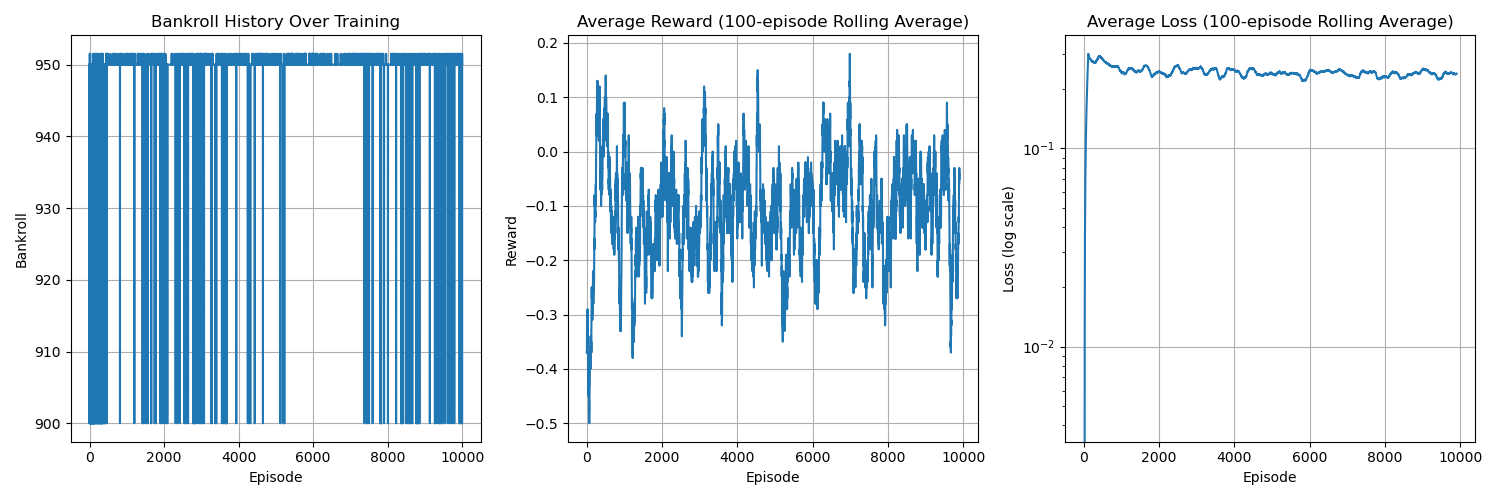 Bankroll History Over Training
Bankroll
950
940
930
920
910
900
0 2000 4000 6000 8000 10000
Episode
Average Reward (100-episode Rolling Average)
Reward
0.2
0.1
0.0
−0.1
−0.2
−0.3
−0.4
−0.5
0 2000 4000 6000 8000 10000
Episode
Average Loss (100-episode Rolling Average)
Loss (log scale)
10⁻¹
10⁻²
0 2000 4000 6000 8000 10000
Episode